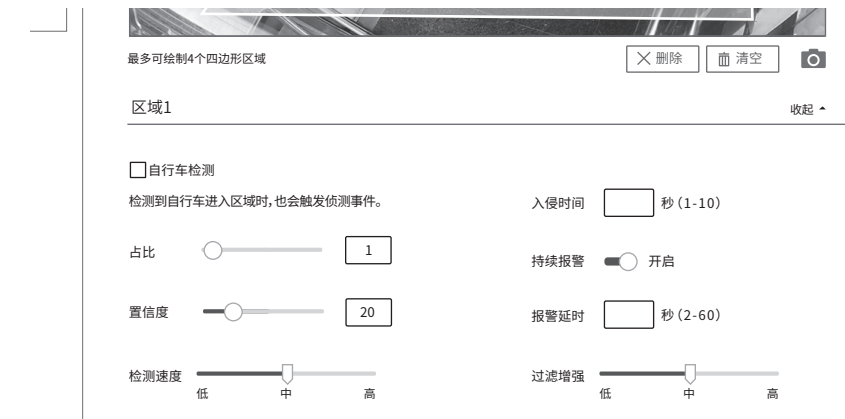 最多可绘制4个四边形区域
删除
清空
区域1
收起
自行车检测
检测到自行车进入区域时,也会触发侦测事件。
入侵时间 秒(1-10)
占比 1
持续报警 开启
置信度 20
报警延时 秒(2-60)
检测速度 低 中 高
过滤增强 低 中 高